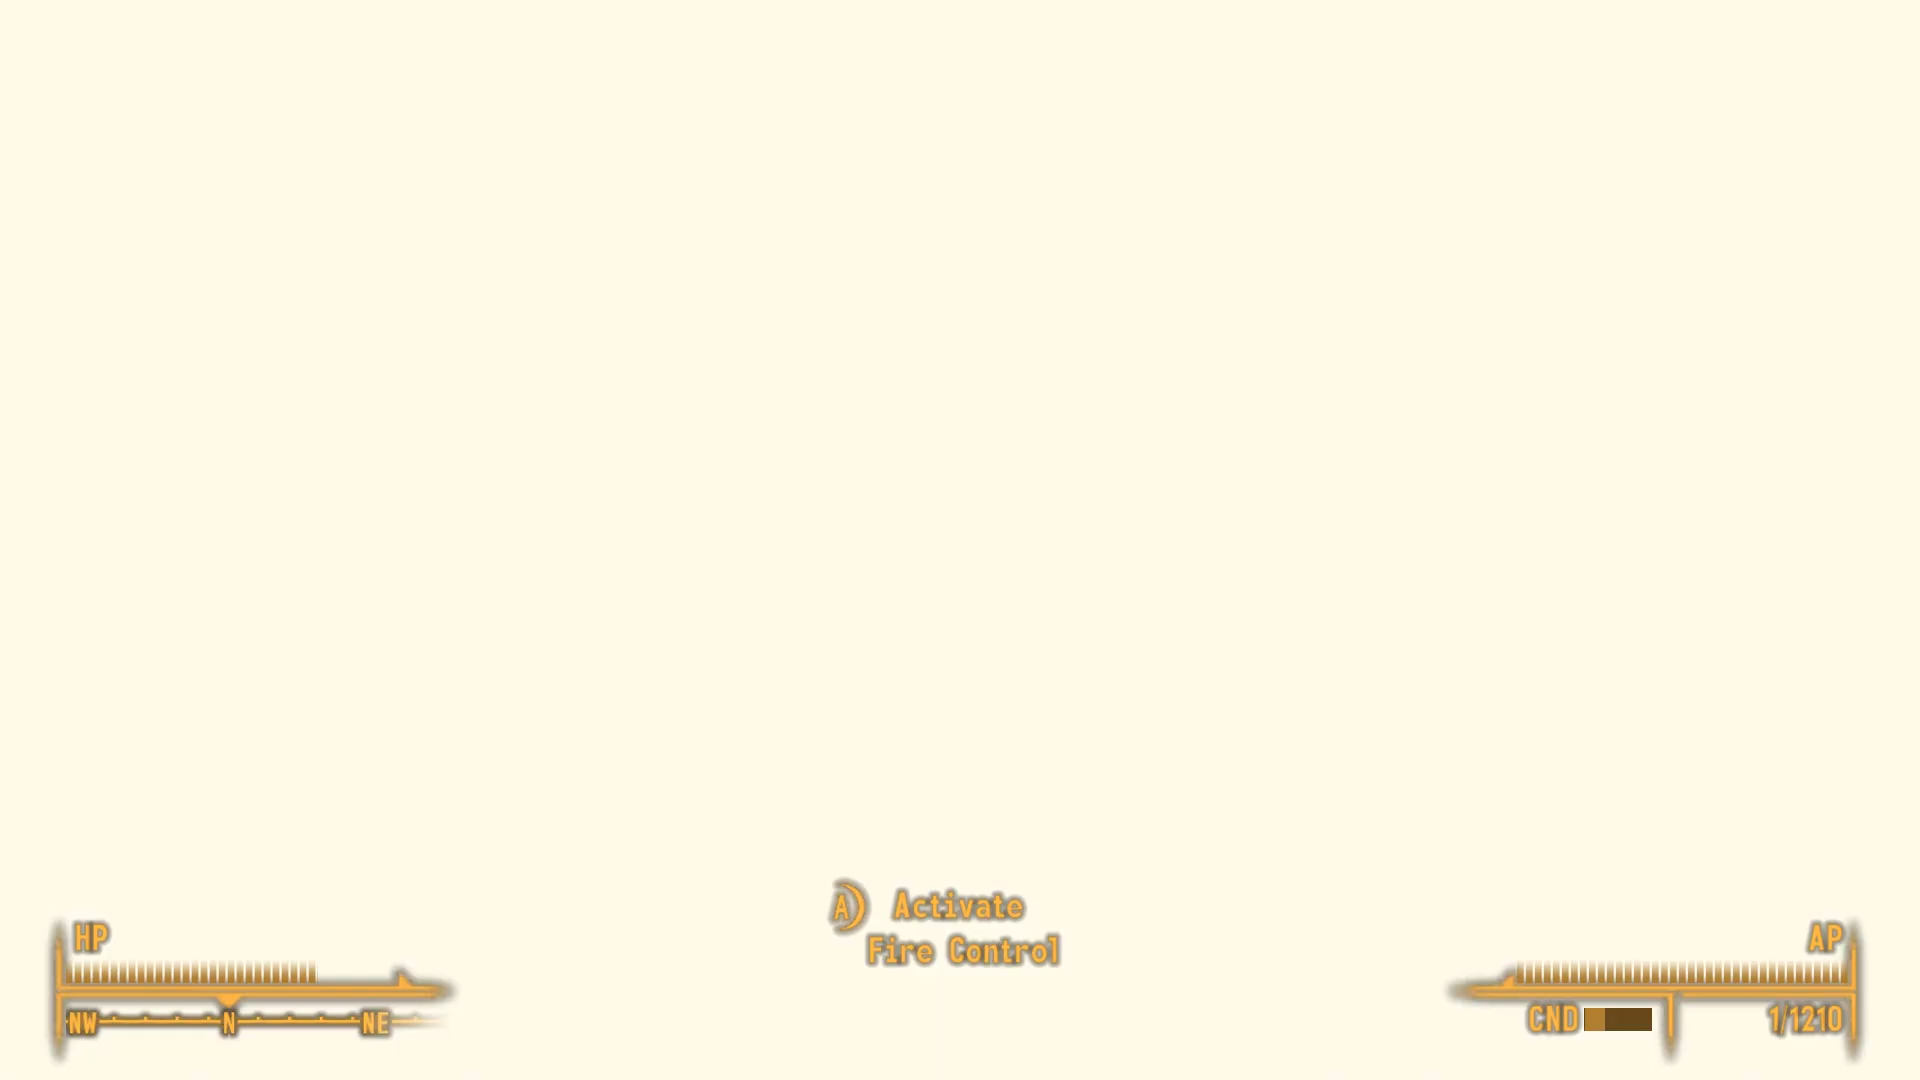 A) Activate
Fire Control
HP
NW N NE
AP
CND 1/1210